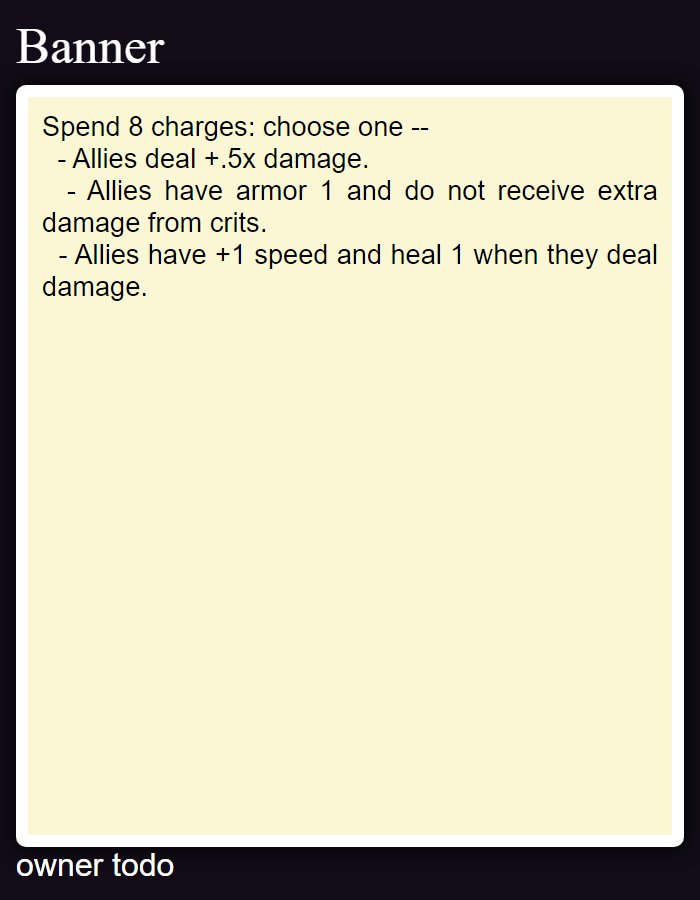 Banner
Spend 8 charges: choose one --
- Allies deal +.5x damage.
- Allies have armor 1 and do not receive extra
damage from crits.
- Allies have +1 speed and heal 1 when they deal
damage.
owner todo